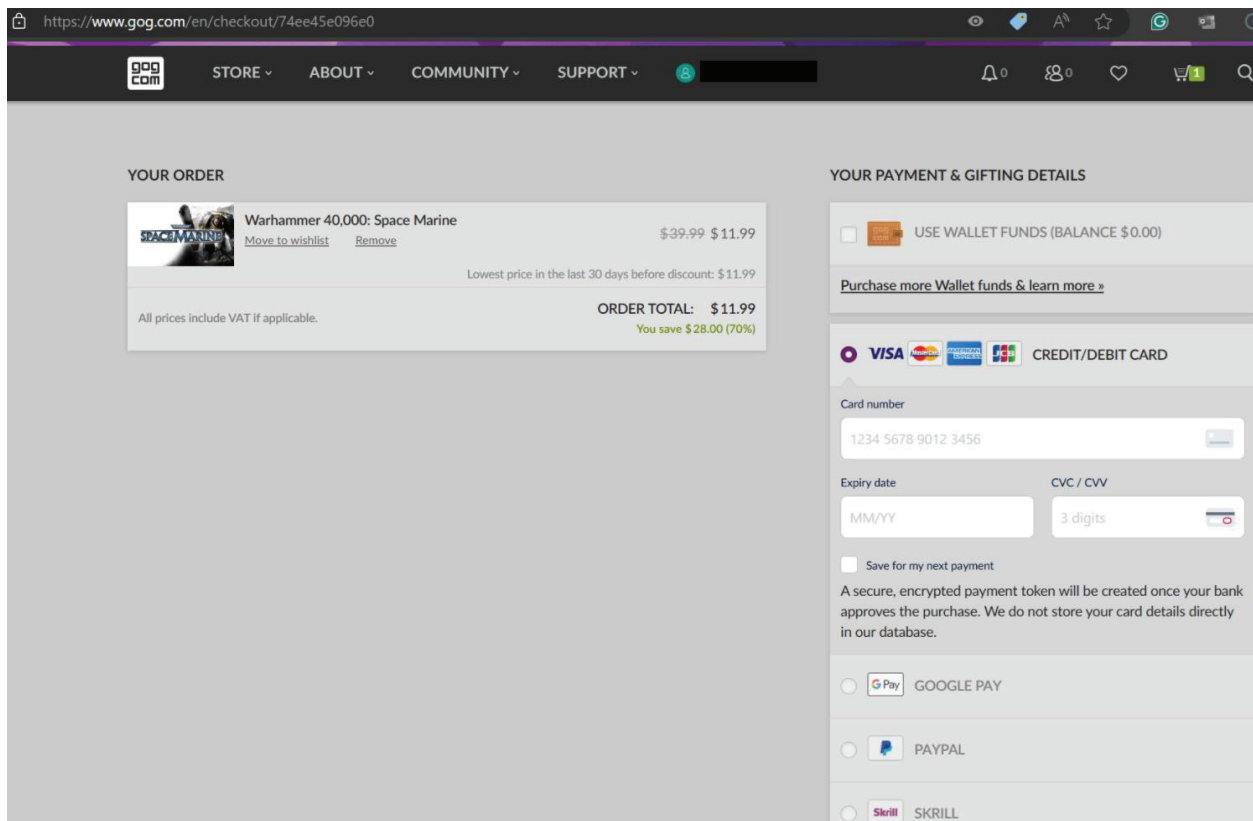 https://www.gog.com/en/checkout/74ee45e096e0
gog com
STORE ABOUT COMMUNITY SUPPORT 0 0 1
YOUR ORDER
SPACE MARINE
Warhammer 40,000: Space Marine
Move to wishlist Remove
$39.99 $11.99
Lowest price in the last 30 days before discount: $11.99
All prices include VAT if applicable.
ORDER TOTAL: $11.99
You save $28.00 (70%)
YOUR PAYMENT & GIFTING DETAILS
USE WALLET FUNDS (BALANCE $0.00)
Purchase more Wallet funds & learn more »
VISA MasterCard AMERICAN EXPRESS JCB CREDIT/DEBIT CARD
Card number
1234 5678 9012 3456
Expiry date CVC / CVV
MM/YY 3 digits
Save for my next payment
A secure, encrypted payment token will be created once your bank
approves the purchase. We do not store your card details directly
in our database.
G Pay GOOGLE PAY
PAYPAL
Skrill SKRILL